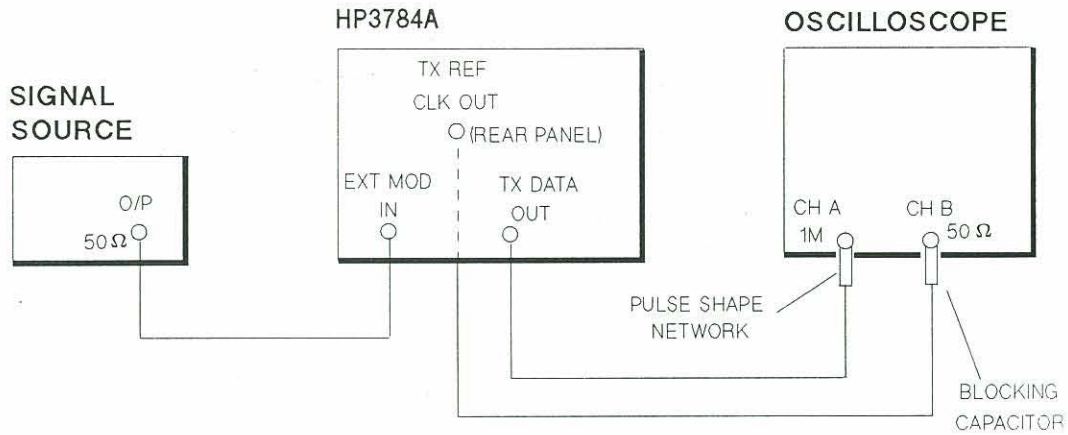 HP3784A
OSCILLOSCOPE
SIGNAL
SOURCE
TX REF
CLK OUT
(REAR PANEL)
EXT MOD
IN
TX DATA
OUT
O/P
50 Ω
CH A
1M
CH B
50 Ω
PULSE SHAPE
NETWORK
BLOCKING
CAPACITOR